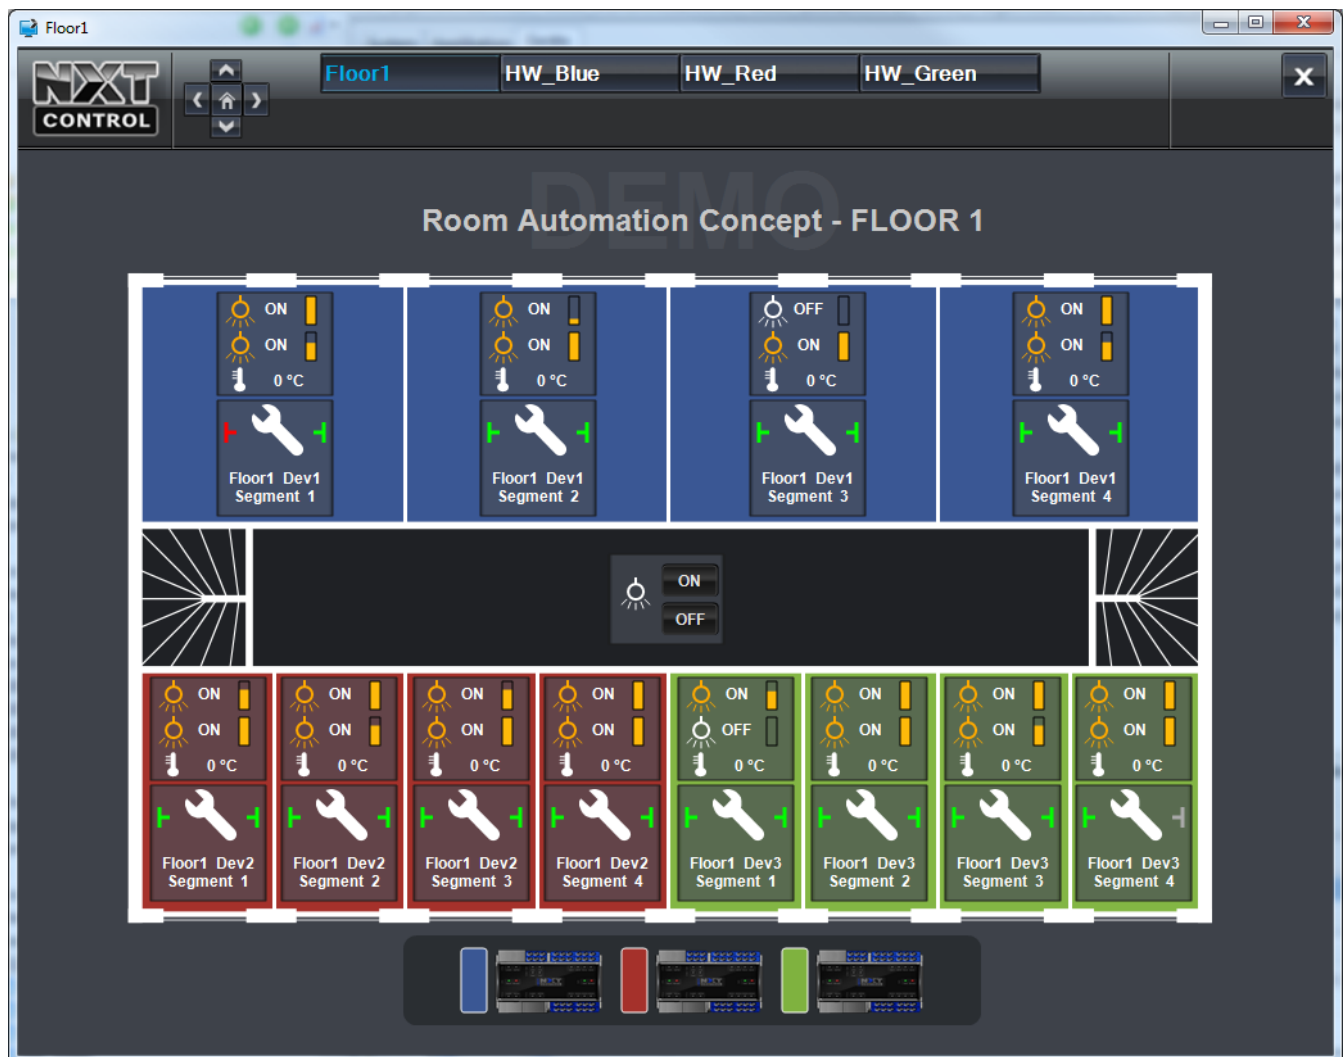 Floor1
NXT
CONTROL
Floor1 HW_Blue HW_Red HW_Green
DEMO
Room Automation Concept - FLOOR 1
ON ON OFF ON
ON ON ON ON
0 °C 0 °C 0 °C 0 °C
Floor1 Dev1 Floor1 Dev1 Floor1 Dev1 Floor1 Dev1
Segment 1 Segment 2 Segment 3 Segment 4
ON
OFF
ON ON ON ON ON ON ON ON
ON ON ON ON OFF ON ON ON
0 °C 0 °C 0 °C 0 °C 0 °C 0 °C 0 °C 0 °C
Floor1 Dev2 Floor1 Dev2 Floor1 Dev2 Floor1 Dev2 Floor1 Dev3 Floor1 Dev3 Floor1 Dev3 Floor1 Dev3
Segment 1 Segment 2 Segment 3 Segment 4 Segment 1 Segment 2 Segment 3 Segment 4